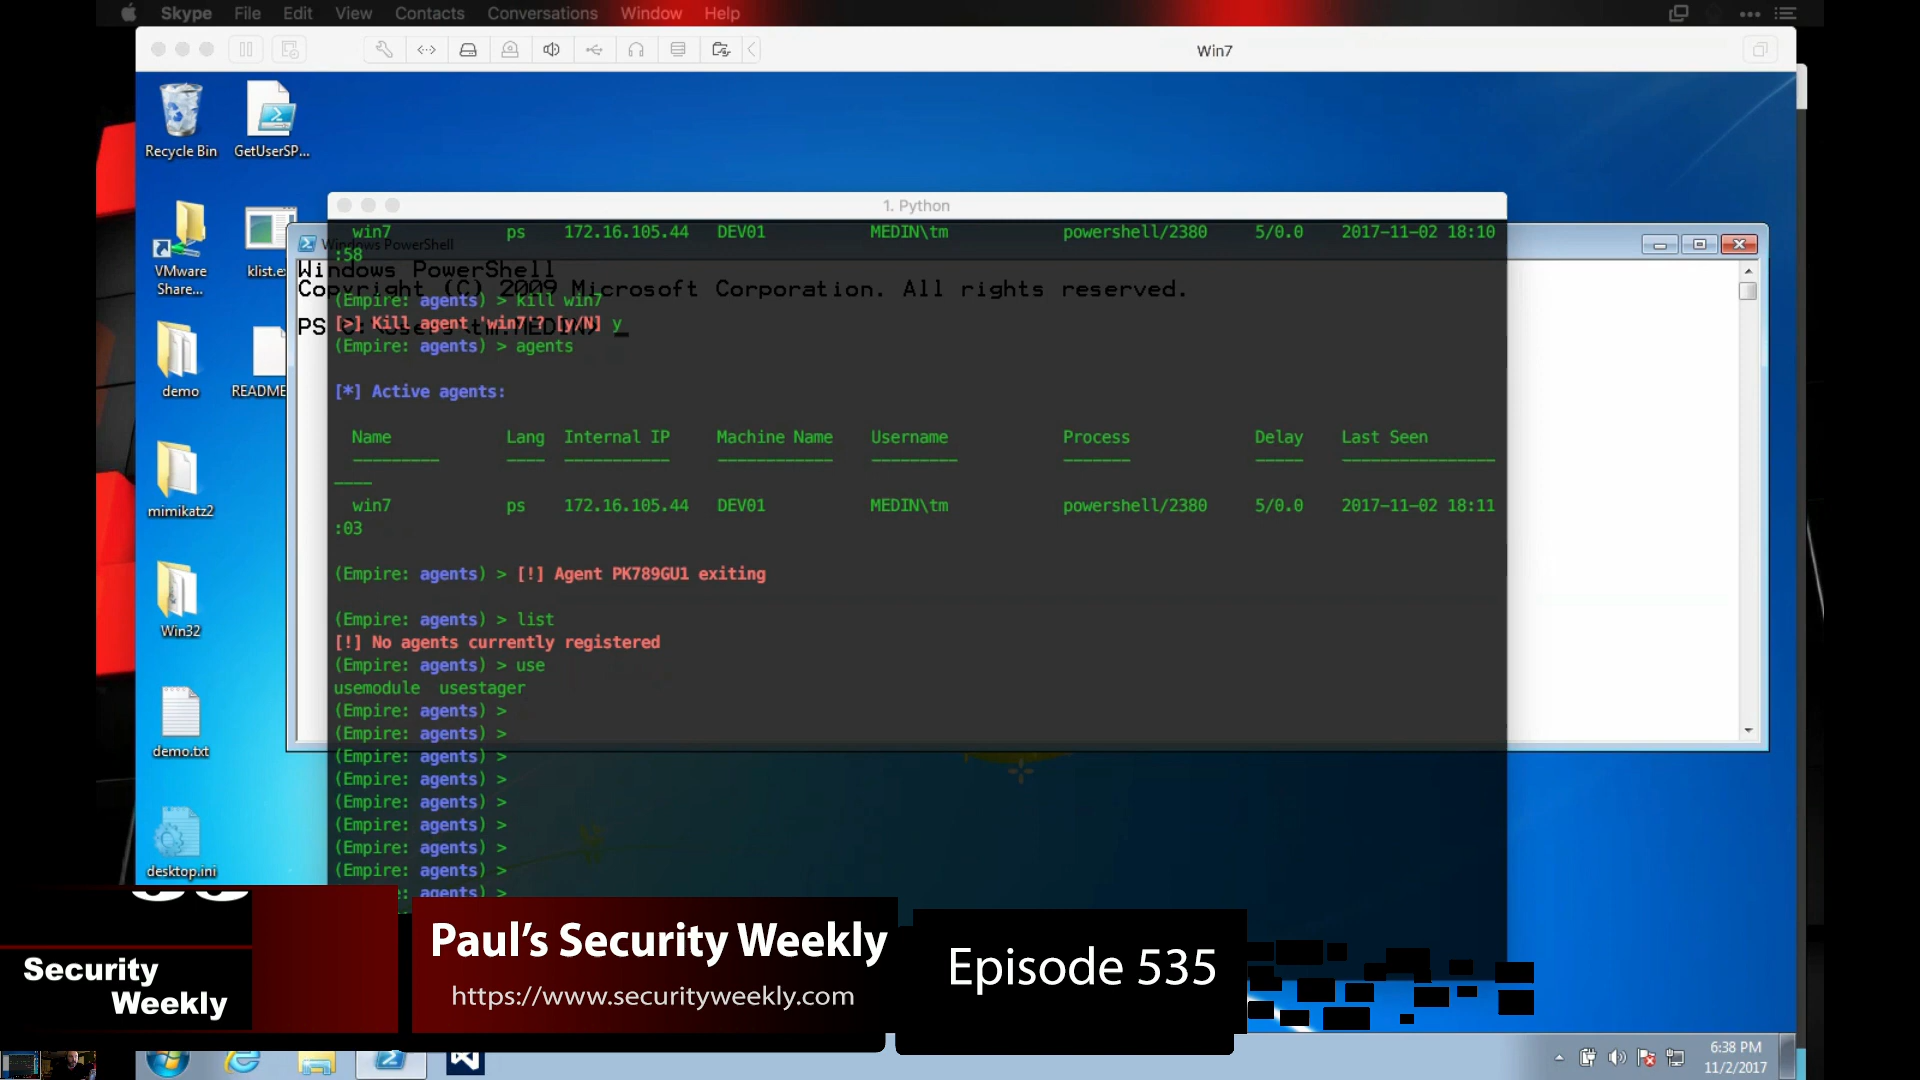 Skype File Edit View Contacts Conversations Window Help
Win7
Recycle Bin
GetUserSP...
VMware
Share...
klist.ex
demo
README
mimikatz2
Win32
demo.txt
desktop.ini
1. Python
Windows PowerShell
Windows PowerShell
Copyright (C) 2009 Microsoft Corporation. All rights reserved.
PS
win7 ps 172.16.105.44 DEV01 MEDIN\tm powershell/2380 5/0.0 2017-11-02 18:10
:58
(Empire: agents) > kill win7
[>] Kill agent 'win7'? [y/N] y
(Empire: agents) > agents
[*] Active agents:
Name Lang Internal IP Machine Name Username Process Delay Last Seen
win7 ps 172.16.105.44 DEV01 MEDIN\tm powershell/2380 5/0.0 2017-11-02 18:11
:03
(Empire: agents) > [!] Agent PK789GU1 exiting
(Empire: agents) > list
[!] No agents currently registered
(Empire: agents) > use
usemodule usestager
(Empire: agents) >
(Empire: agents) >
(Empire: agents) >
(Empire: agents) >
(Empire: agents) >
(Empire: agents) >
(Empire: agents) >
(Empire: agents) >
: agents) >
Security
Weekly
Paul's Security Weekly
https://www.securityweekly.com
Episode 535
6:38 PM
11/2/2017